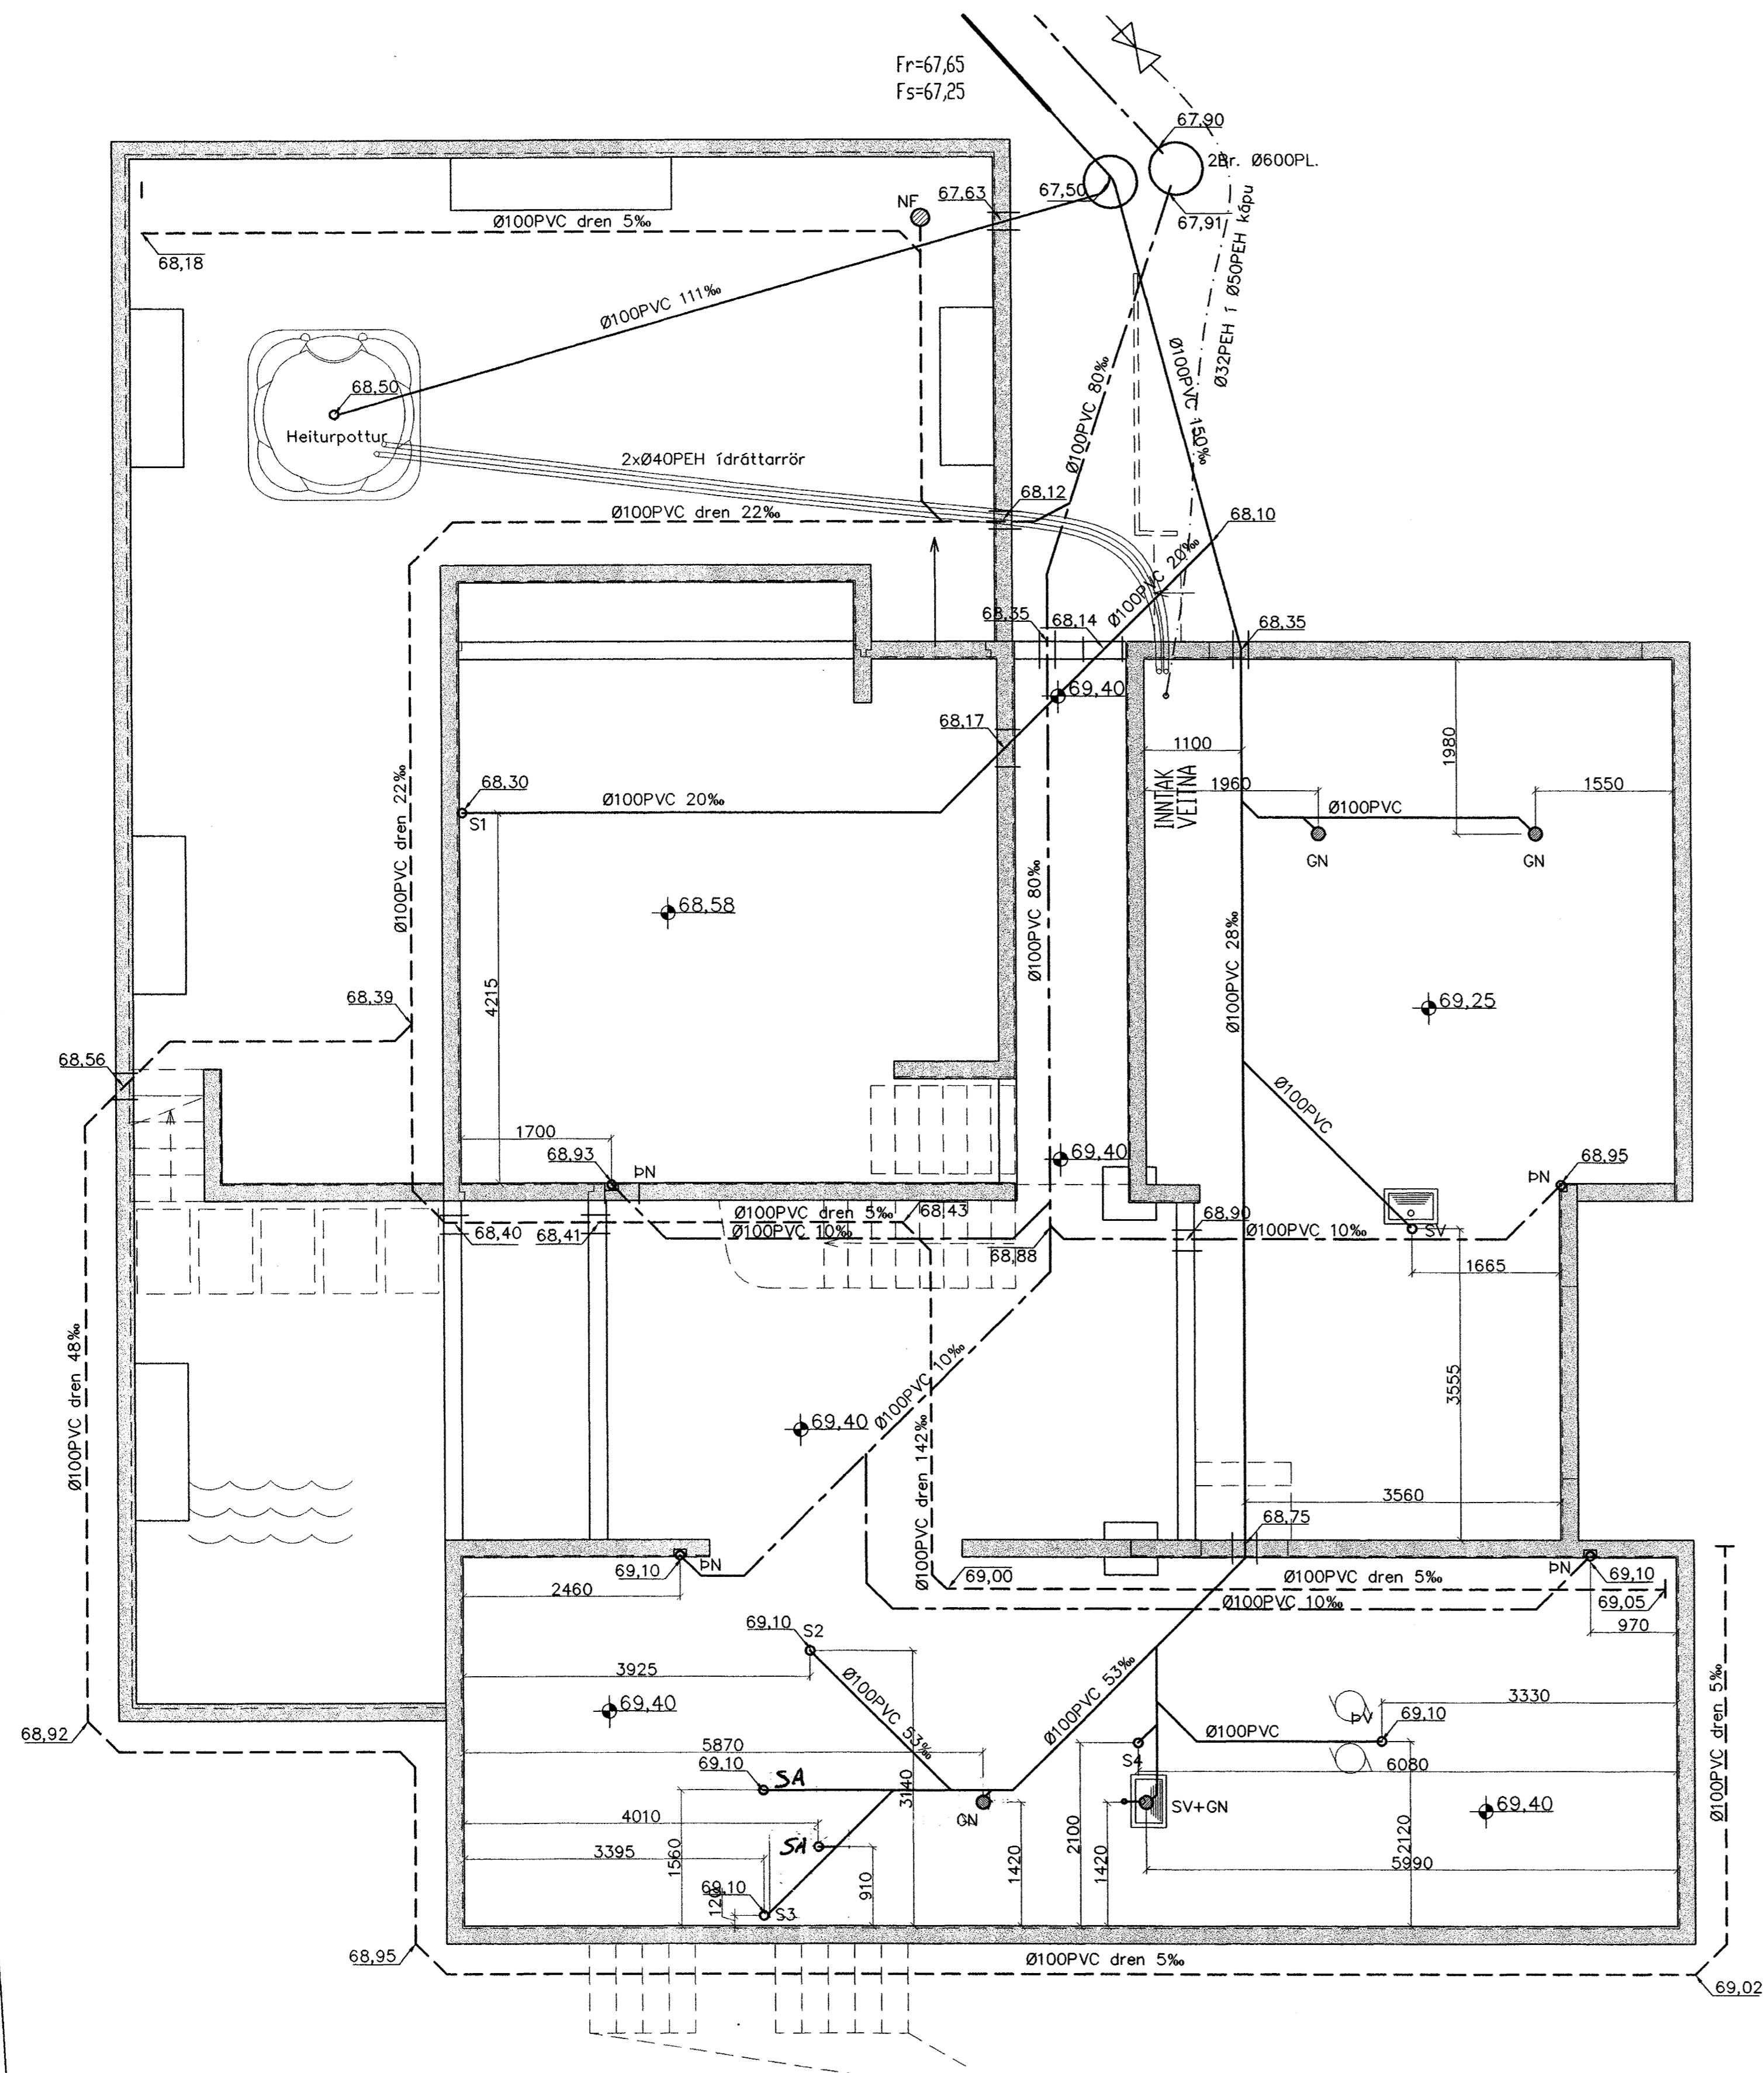 Fr=67,65
Fs=67,25
67,90
2Br. Ø600PL.
NF
67,63
67,50
67,91
Ø32PEH í Ø50PEH kápu
Ø100PVC dren 5‰
68,18
Ø100PVC 111‰
68,50
Heiturpottur
2xØ40PEH ídráttarrör
Ø100PVC 80‰
Ø100PVC 150‰
68,12
68,10
Ø100PVC dren 22‰
Ø100PVC 20‰
68,35
68,14
68,35
69,40
68,17
1100
1980
1960
1550
INNTAK
VEITNA
Ø100PVC
GN
GN
68,30
S1
Ø100PVC 20‰
Ø100PVC dren 22‰
68,58
Ø100PVC 80‰
Ø100PVC 28‰
69,25
4215
68,39
68,56
Ø100PVC
1700
68,93
ÞN
69,40
68,95
ÞN
Ø100PVC dren 5‰
68,43
Ø100PVC 10‰
68,40
68,41
68,88
68,90
Ø100PVC 10‰
SV
1665
3555
Ø100PVC dren 48‰
Ø100PVC 10‰
69,40
Ø100PVC dren 142‰
3560
68,75
69,10
ÞN
2460
69,00
Ø100PVC dren 5‰
Ø100PVC 10‰
ÞN
69,10
69,05
970
69,10
S2
3925
Ø100PVC 53‰
Ø100PVC 53‰
69,40
3330
ÞV
69,10
Ø100PVC
Ø100PVC dren 5‰
68,92
5870
69,10
SA
3140
S4
6080
4010
GN
SV+GN
69,40
SA
3395
1560
910
1420
2100
1420
2120
5990
69,10
120
S3
68,95
Ø100PVC dren 5‰
69,02